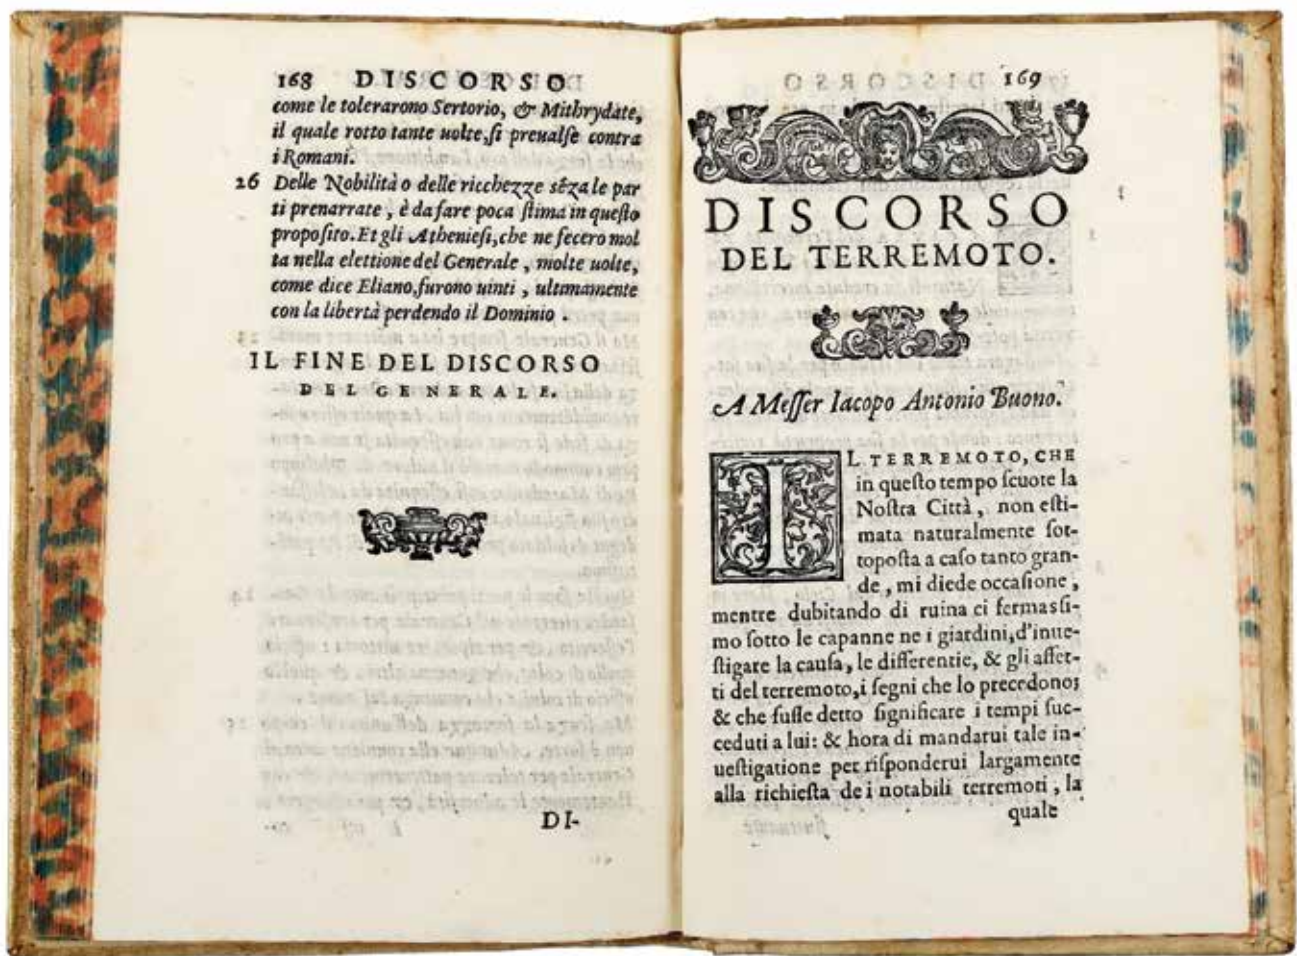 168 DISCORSO
come le tolerarono Sertorio, & Mithrydate,
il quale rotto tante uolte, si preualse contra
i Romani.
26 Delle Nobilità o delle ricchezze sēza le par
ti prenarrate, è da fare poca stima in questo
proposito. Et gli Atheniesi, che ne fecero mol
ta nella elettione del Generale, molte uolte,
come dice Eliano, furono uinti, ultimamente
con la libertà perdendo il Dominio.
IL FINE DEL DISCORSO
DEL GENERALE.
DI-
169
DISCORSO
DEL TERREMOTO.
A Messer Iacopo Antonio Buono.
IL TERREMOTO, CHE
in questo tempo scuote la
Nostra Città, non esti-
mata naturalmente sot-
toposta a caso tanto gran-
de, mi diede occasione,
mentre dubitando di ruina ci fermassi-
mo sotto le capanne ne i giardini, d'inue-
stigare la causa, le differentie, & gli affet-
ti del terremoto, i segni che lo precedono;
& che fusse detto significare i tempi suc-
ceduti a lui: & hora di mandarui tale in-
uestigatione per risponderui largamente
alla richiesta de i notabili terremoti, la
quale